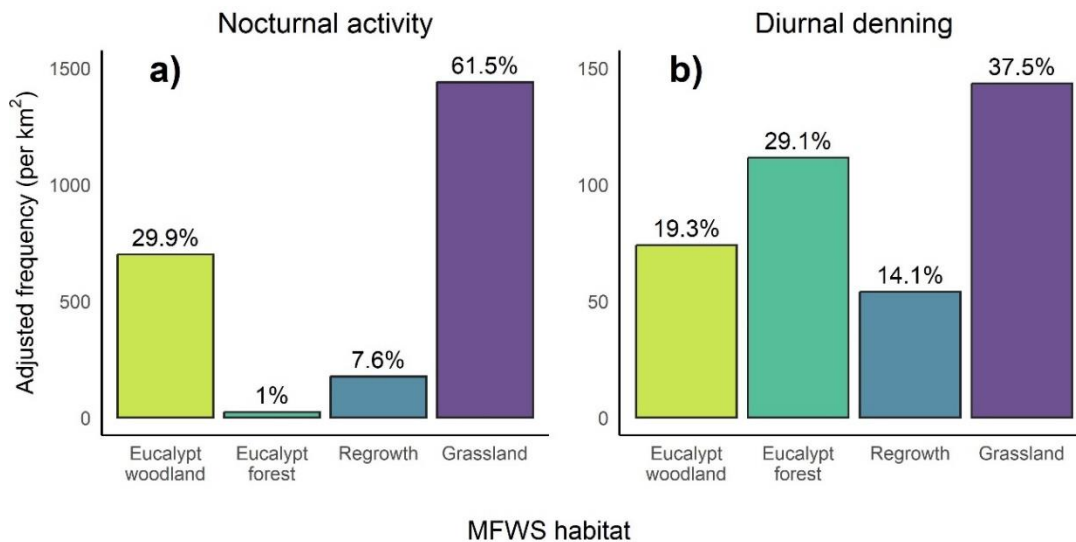 Nocturnal activity
Diurnal denning
Adjusted frequency (per km²)
a)
1500
1000
500
0
29.9%
1%
7.6%
61.5%
Eucalypt
woodland
Eucalypt
forest
Regrowth
Grassland
b)
150
100
50
0
19.3%
29.1%
14.1%
37.5%
Eucalypt
woodland
Eucalypt
forest
Regrowth
Grassland
MFWS habitat